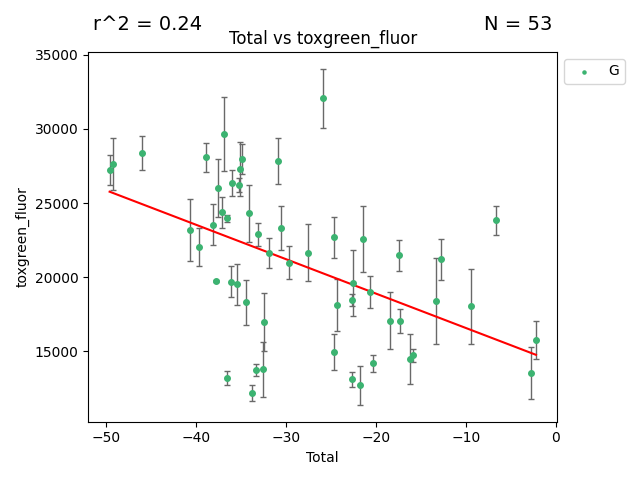 r^2 = 0.24
N = 53
Total vs toxgreen_fluor
35000
30000
25000
20000
15000
toxgreen_fluor
−50
−40
−30
−20
−10
0
Total
G